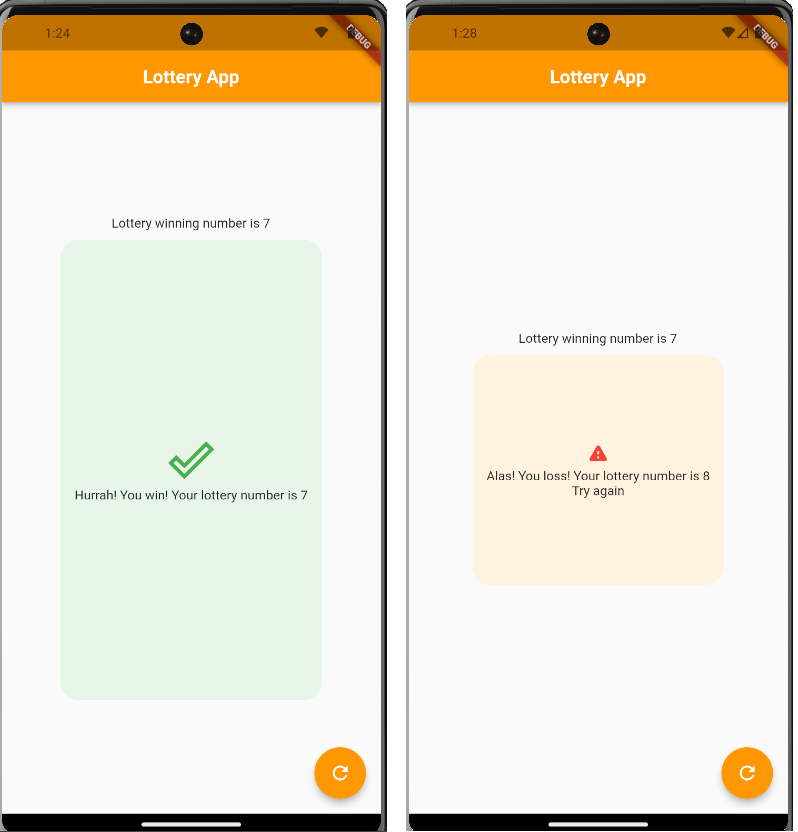 1:24
DEBUG
Lottery App
Lottery winning number is 7
Hurrah! You win! Your lottery number is 7
1:28
DEBUG
Lottery App
Lottery winning number is 7
Alas! You loss! Your lottery number is 8
Try again